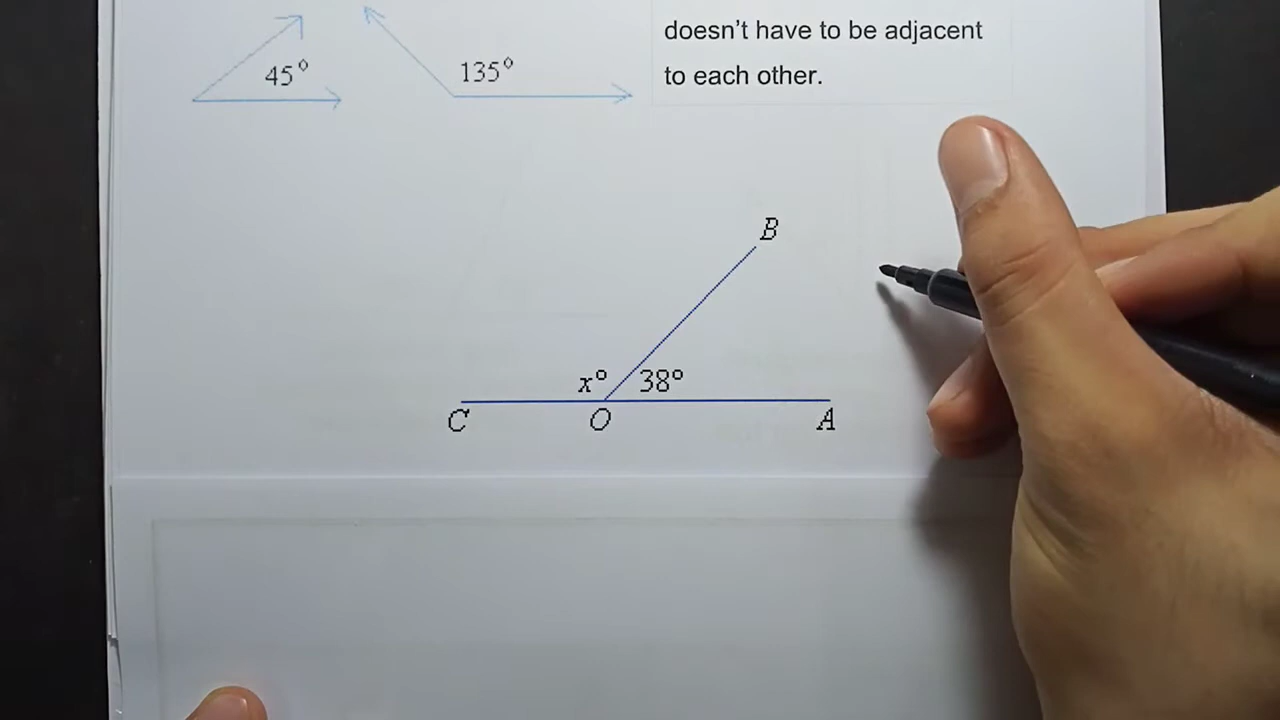 doesn't have to be adjacent
to each other.
45°
135°
B
x° 38°
C O A